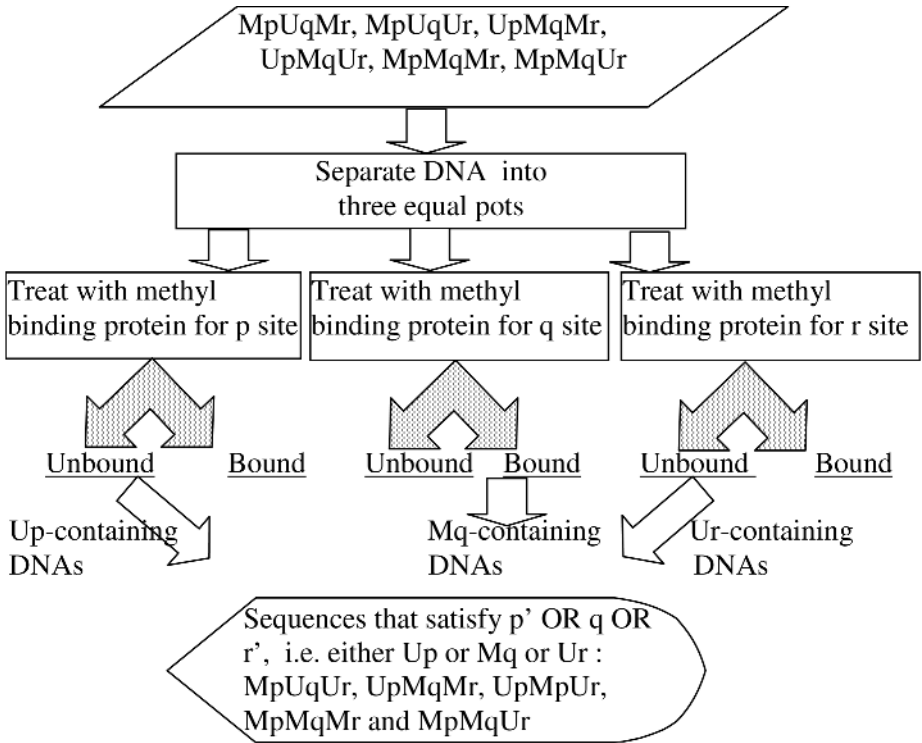 MpUqMr, MpUqUr, UpMqMr,
UpMqUr, MpMqMr, MpMqUr
Separate DNA into
three equal pots
Treat with methyl
binding protein for p site
Treat with methyl
binding protein for q site
Treat with methyl
binding protein for r site
Unbound Bound
Unbound Bound
Unbound Bound
Up-containing
DNAs
Mq-containing
DNAs
Ur-containing
DNAs
Sequences that satisfy p’ OR q OR
r’, i.e. either Up or Mq or Ur :
MpUqUr, UpMqMr, UpMpUr,
MpMqMr and MpMqUr